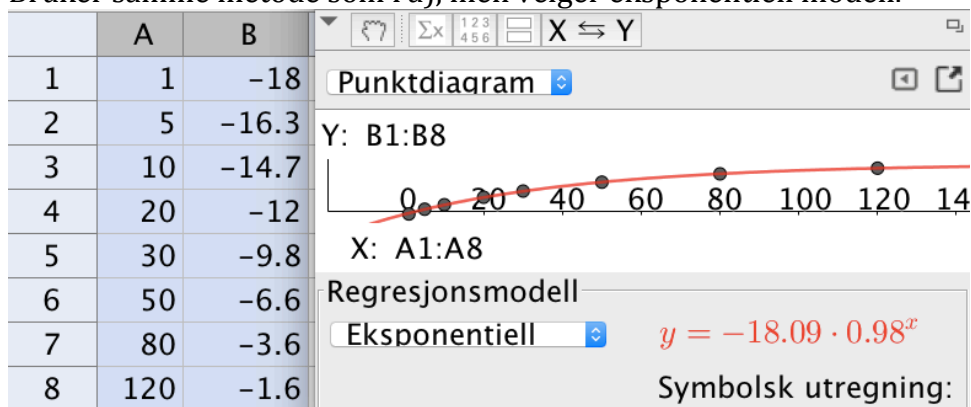 Bruker samme metode som i a), men velger eksponentiell modell:
A B
1 1 -18
2 5 -16.3
3 10 -14.7
4 20 -12
5 30 -9.8
6 50 -6.6
7 80 -3.6
8 120 -1.6
Σx 123 456 X ⇆ Y
Punktdiagram
Y: B1:B8
0 20 40 60 80 100 120 14
X: A1:A8
Regresjonsmodell
Eksponentiell y = −18.09 · 0.98^x
Symbolsk utregning: